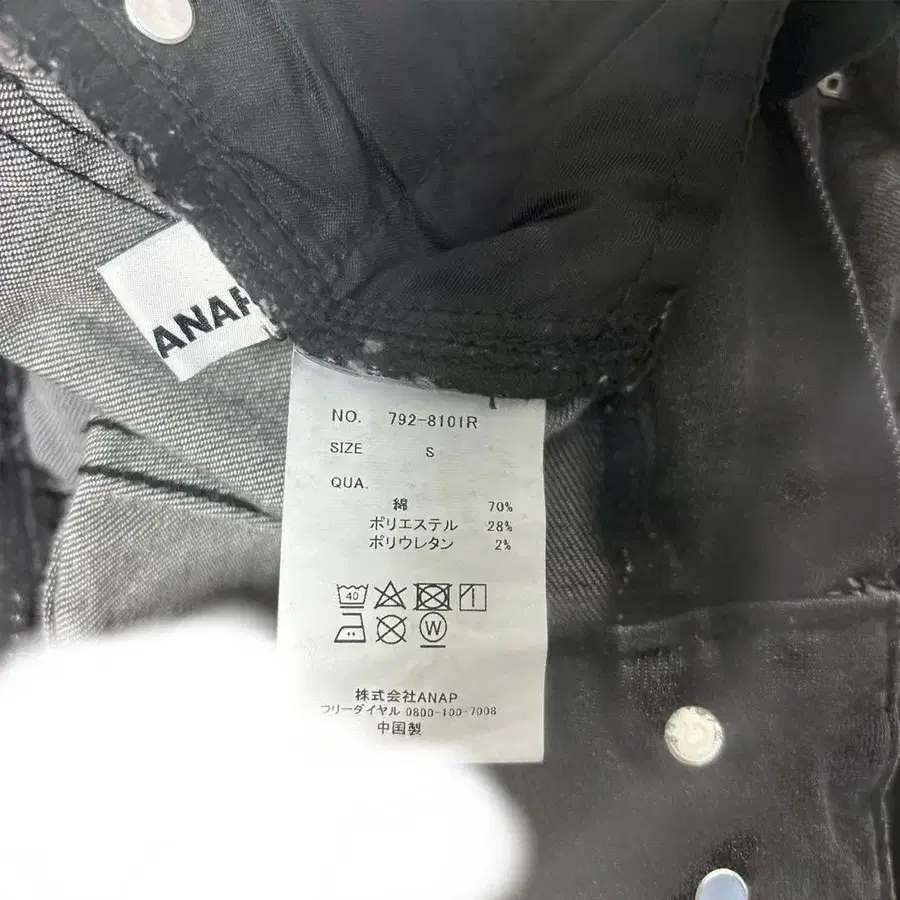 ANAP
NO. 792-8101R
SIZE S
QUA.
綿 70%
ポリエステル 28%
ポリウレタン 2%
40
W
株式会社ANAP
フリーダイヤル 0800-100-7008
中国製